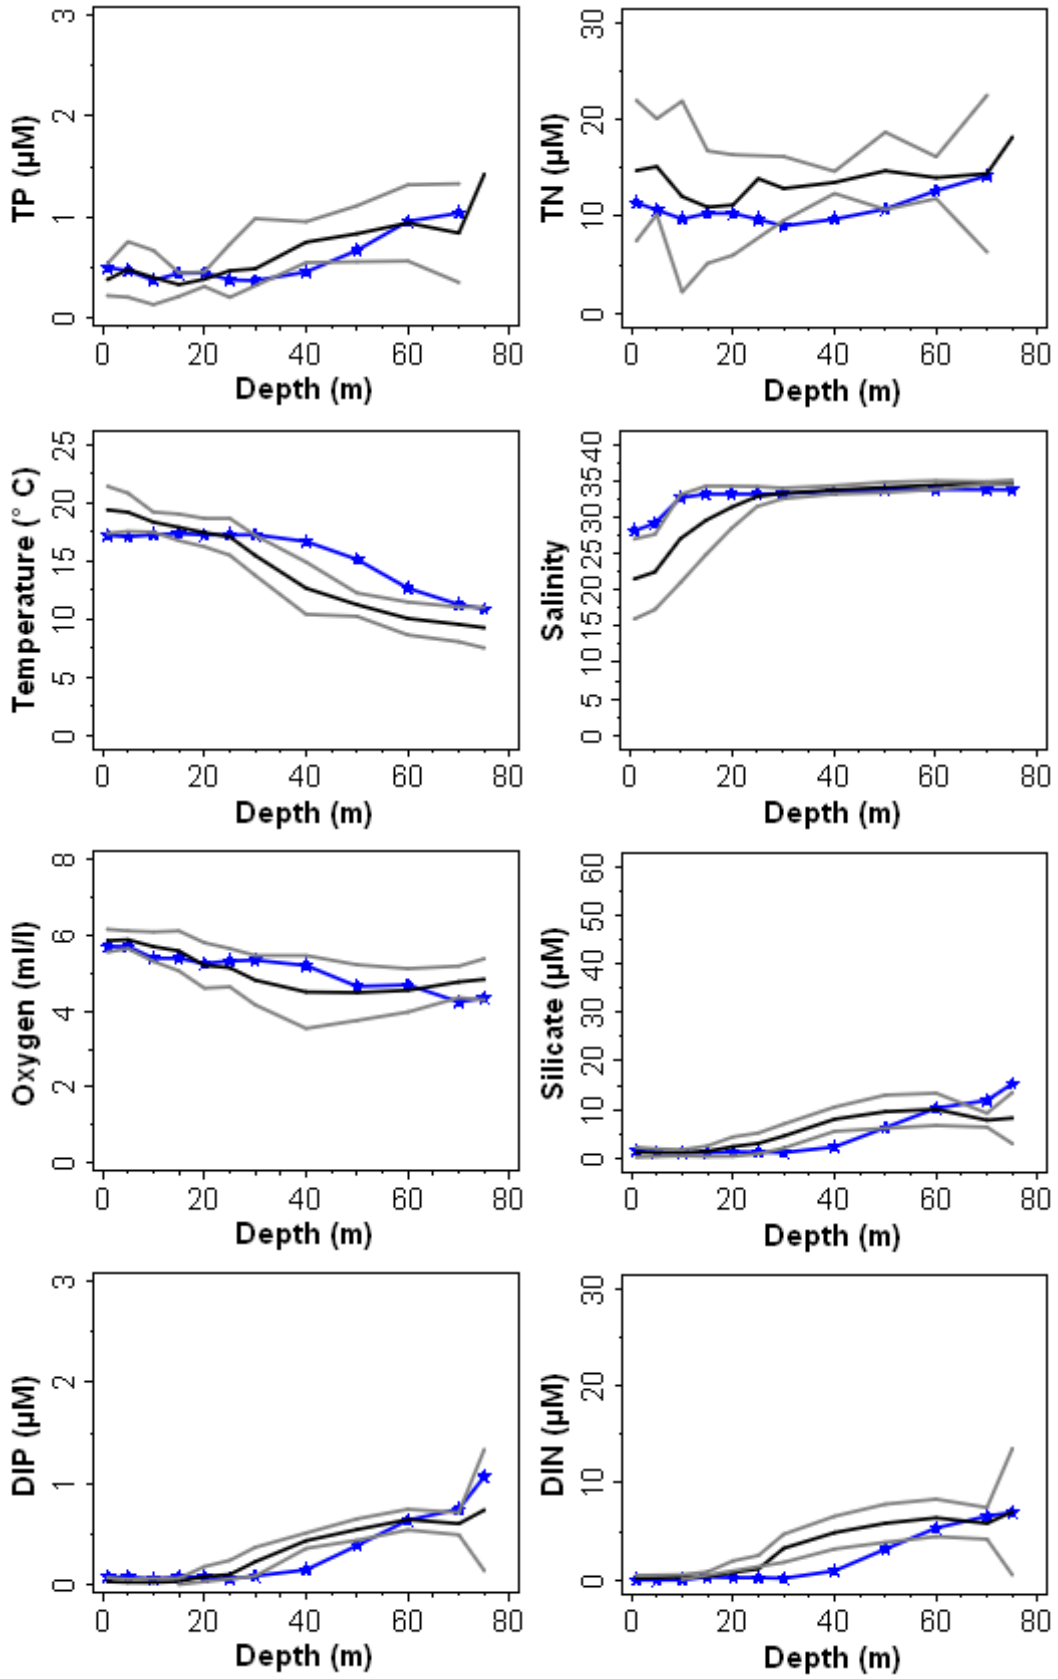 TP (µM)
3
2
1
0
0 20 40 60 80
Depth (m)
TN (µM)
30
20
10
0
0 20 40 60 80
Depth (m)
Temperature (° C)
25
20
15
10
5
0
0 20 40 60 80
Depth (m)
Salinity
40
35
30
25
20
15
10
5
0
0 20 40 60 80
Depth (m)
Oxygen (ml/l)
8
6
4
2
0
0 20 40 60 80
Depth (m)
Silicate (µM)
60
50
40
30
20
10
0
0 20 40 60 80
Depth (m)
DIP (µM)
3
2
1
0
0 20 40 60 80
Depth (m)
DIN (µM)
30
20
10
0
0 20 40 60 80
Depth (m)